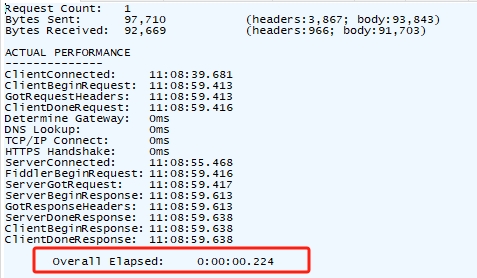 Request Count: 1
Bytes Sent: 97,710 (headers:3,867; body:93,843)
Bytes Received: 92,669 (headers:966; body:91,703)
ACTUAL PERFORMANCE
--------------
ClientConnected: 11:08:39.681
ClientBeginRequest: 11:08:59.413
GotRequestHeaders: 11:08:59.413
ClientDoneRequest: 11:08:59.416
Determine Gateway: 0ms
DNS Lookup: 0ms
TCP/IP Connect: 0ms
HTTPS Handshake: 0ms
ServerConnected: 11:08:55.468
FiddlerBeginRequest: 11:08:59.416
ServerGotRequest: 11:08:59.417
ServerBeginResponse: 11:08:59.613
GotResponseHeaders: 11:08:59.613
ServerDoneResponse: 11:08:59.638
ClientBeginResponse: 11:08:59.638
ClientDoneResponse: 11:08:59.638
Overall Elapsed: 0:00:00.224